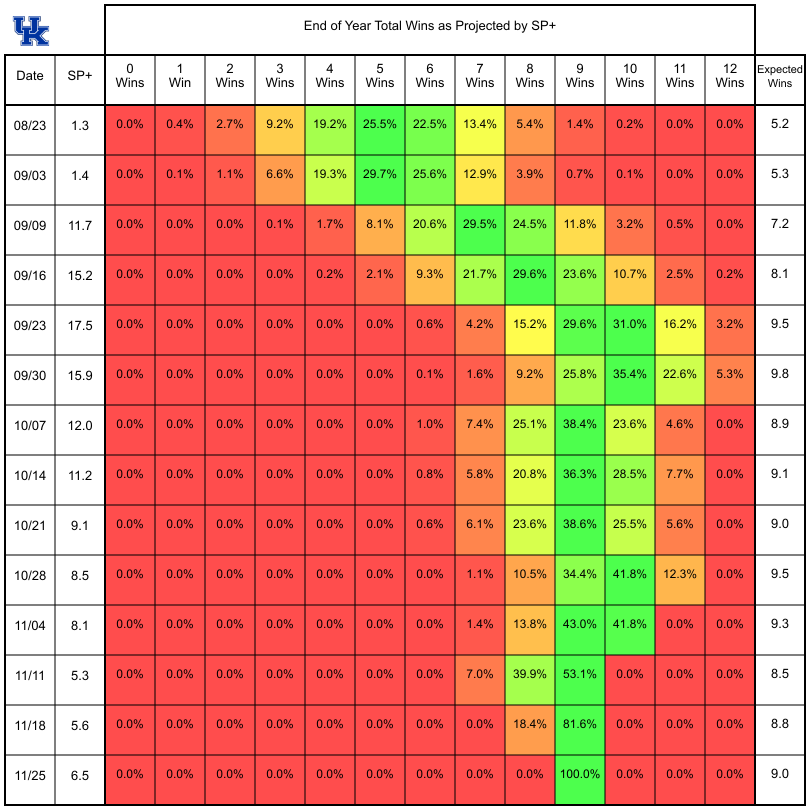 UK
End of Year Total Wins as Projected by SP+
Date SP+ 0 Wins 1 Win 2 Wins 3 Wins 4 Wins 5 Wins 6 Wins 7 Wins 8 Wins 9 Wins 10 Wins 11 Wins 12 Wins Expected Wins
08/23 1.3 0.0% 0.4% 2.7% 9.2% 19.2% 25.5% 22.5% 13.4% 5.4% 1.4% 0.2% 0.0% 0.0% 5.2
09/03 1.4 0.0% 0.1% 1.1% 6.6% 19.3% 29.7% 25.6% 12.9% 3.9% 0.7% 0.1% 0.0% 0.0% 5.3
09/09 11.7 0.0% 0.0% 0.0% 0.1% 1.7% 8.1% 20.6% 29.5% 24.5% 11.8% 3.2% 0.5% 0.0% 7.2
09/16 15.2 0.0% 0.0% 0.0% 0.0% 0.2% 2.1% 9.3% 21.7% 29.6% 23.6% 10.7% 2.5% 0.2% 8.1
09/23 17.5 0.0% 0.0% 0.0% 0.0% 0.0% 0.0% 0.6% 4.2% 15.2% 29.6% 31.0% 16.2% 3.2% 9.5
09/30 15.9 0.0% 0.0% 0.0% 0.0% 0.0% 0.0% 0.1% 1.6% 9.2% 25.8% 35.4% 22.6% 5.3% 9.8
10/07 12.0 0.0% 0.0% 0.0% 0.0% 0.0% 0.0% 1.0% 7.4% 25.1% 38.4% 23.6% 4.6% 0.0% 8.9
10/14 11.2 0.0% 0.0% 0.0% 0.0% 0.0% 0.0% 0.8% 5.8% 20.8% 36.3% 28.5% 7.7% 0.0% 9.1
10/21 9.1 0.0% 0.0% 0.0% 0.0% 0.0% 0.0% 0.6% 6.1% 23.6% 38.6% 25.5% 5.6% 0.0% 9.0
10/28 8.5 0.0% 0.0% 0.0% 0.0% 0.0% 0.0% 0.0% 1.1% 10.5% 34.4% 41.8% 12.3% 0.0% 9.5
11/04 8.1 0.0% 0.0% 0.0% 0.0% 0.0% 0.0% 0.0% 1.4% 13.8% 43.0% 41.8% 0.0% 0.0% 9.3
11/11 5.3 0.0% 0.0% 0.0% 0.0% 0.0% 0.0% 0.0% 7.0% 39.9% 53.1% 0.0% 0.0% 0.0% 8.5
11/18 5.6 0.0% 0.0% 0.0% 0.0% 0.0% 0.0% 0.0% 0.0% 18.4% 81.6% 0.0% 0.0% 0.0% 8.8
11/25 6.5 0.0% 0.0% 0.0% 0.0% 0.0% 0.0% 0.0% 0.0% 0.0% 100.0% 0.0% 0.0% 0.0% 9.0